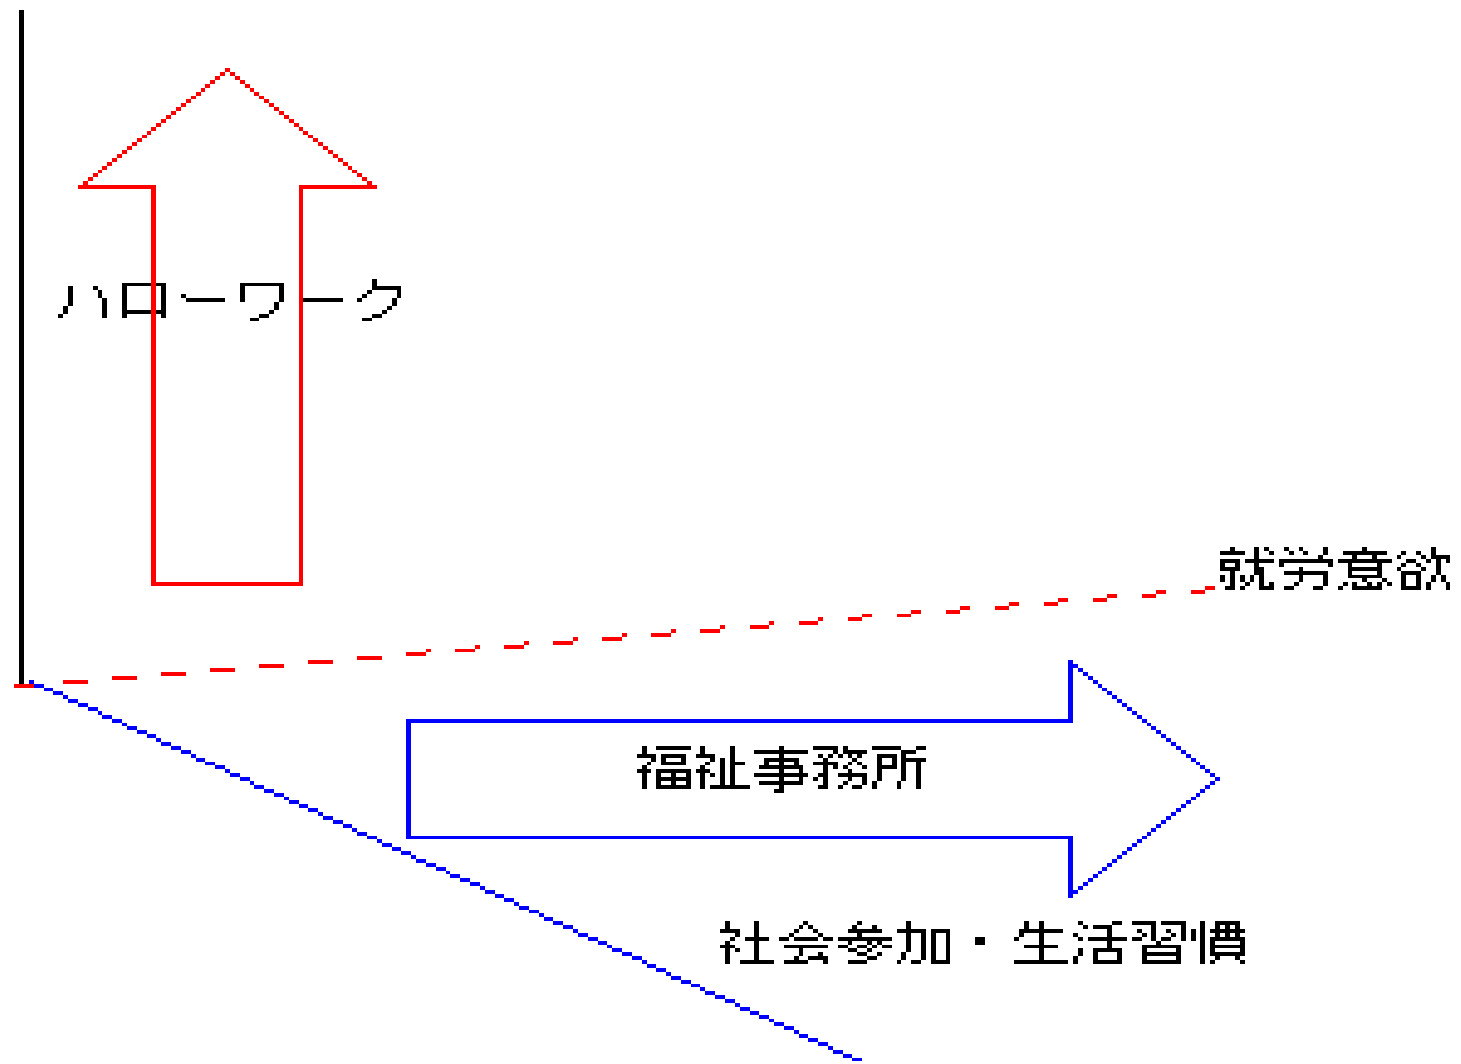 ハローワーク
就労意欲
福祉事務所
社会参加・生活習慣